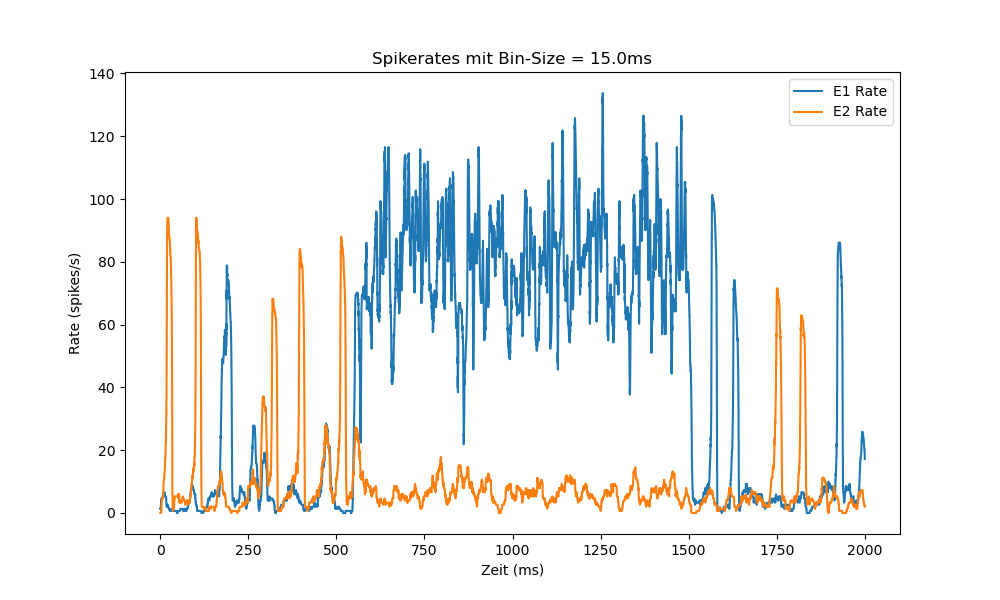 Spikerates mit Bin-Size = 15.0ms
E1 Rate
E2 Rate
140
120
100
80
60
40
20
0
Rate (spikes/s)
0 250 500 750 1000 1250 1500 1750 2000
Zeit (ms)